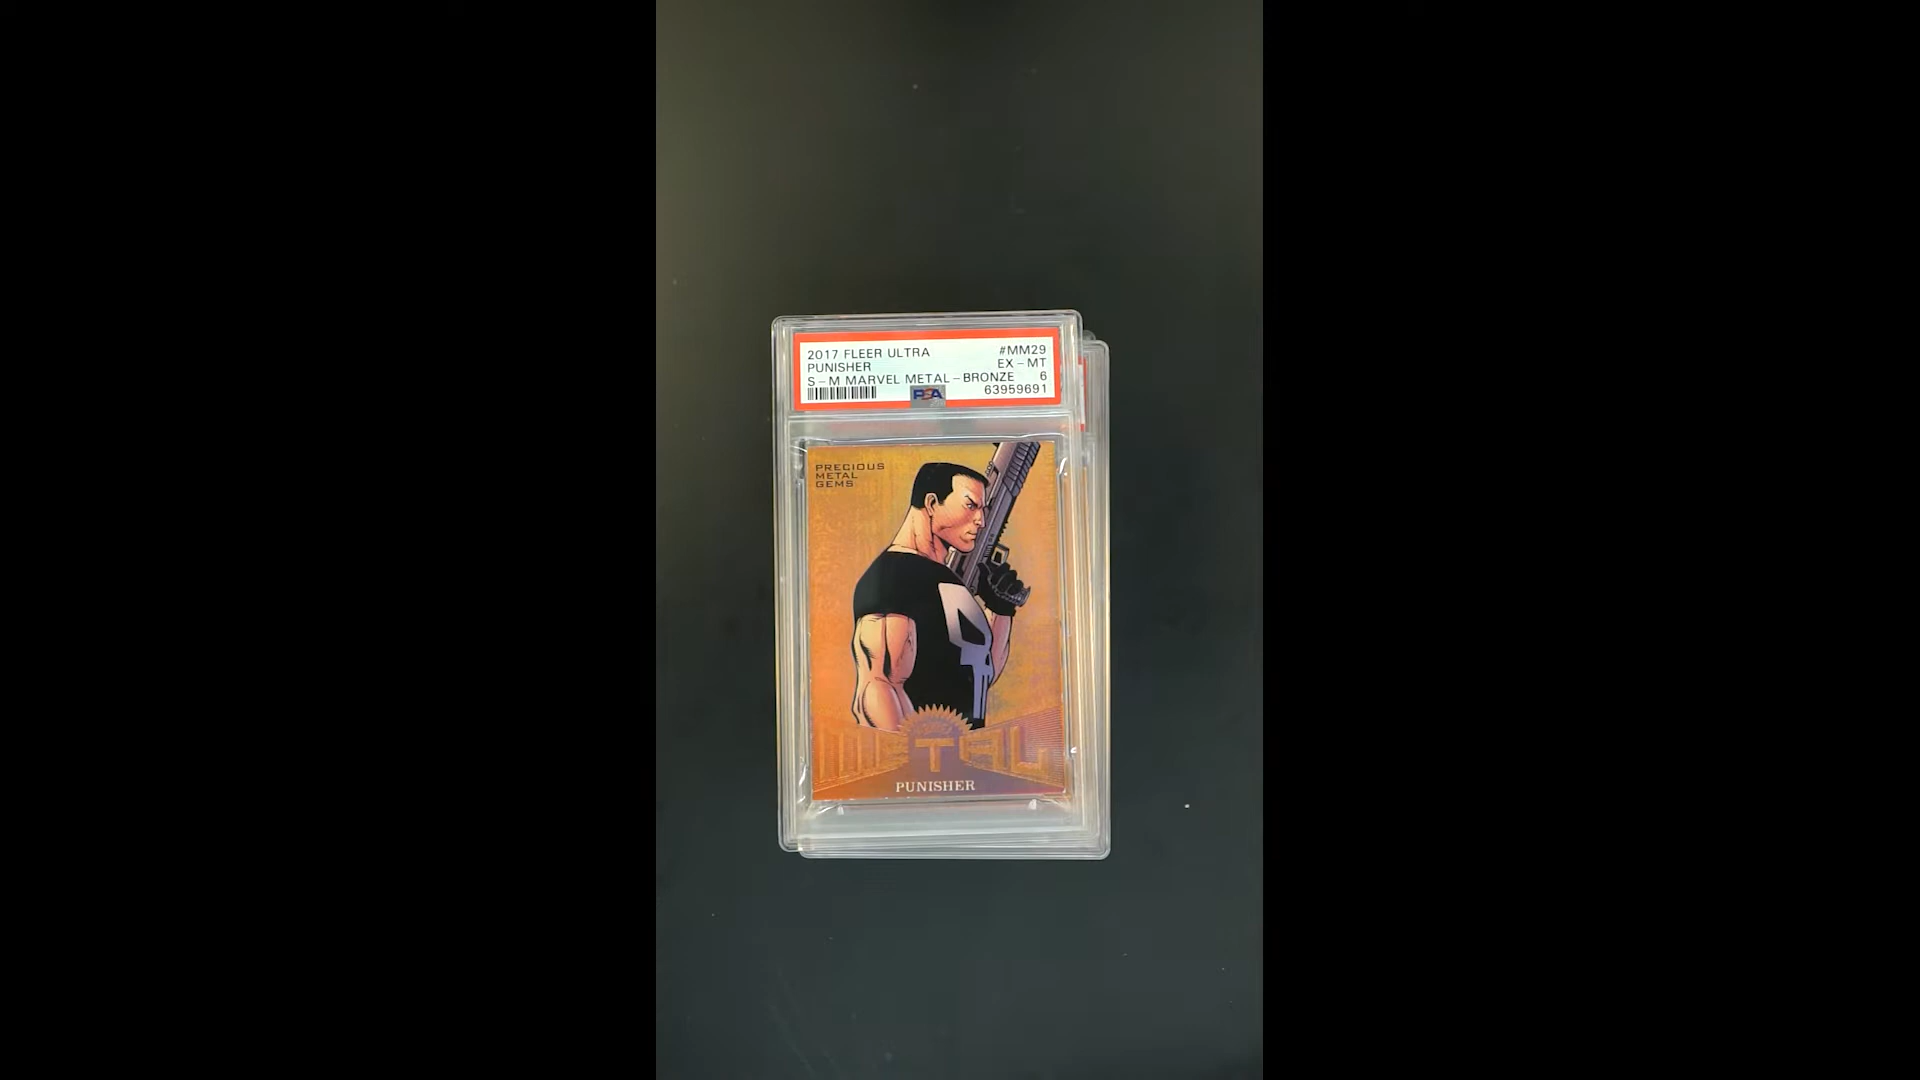 2017 FLEER ULTRA #MM29
PUNISHER EX-MT
S-M MARVEL METAL-BRONZE 6
PSA 63959691
PRECIOUS
METAL
GEMS
METAL
PUNISHER